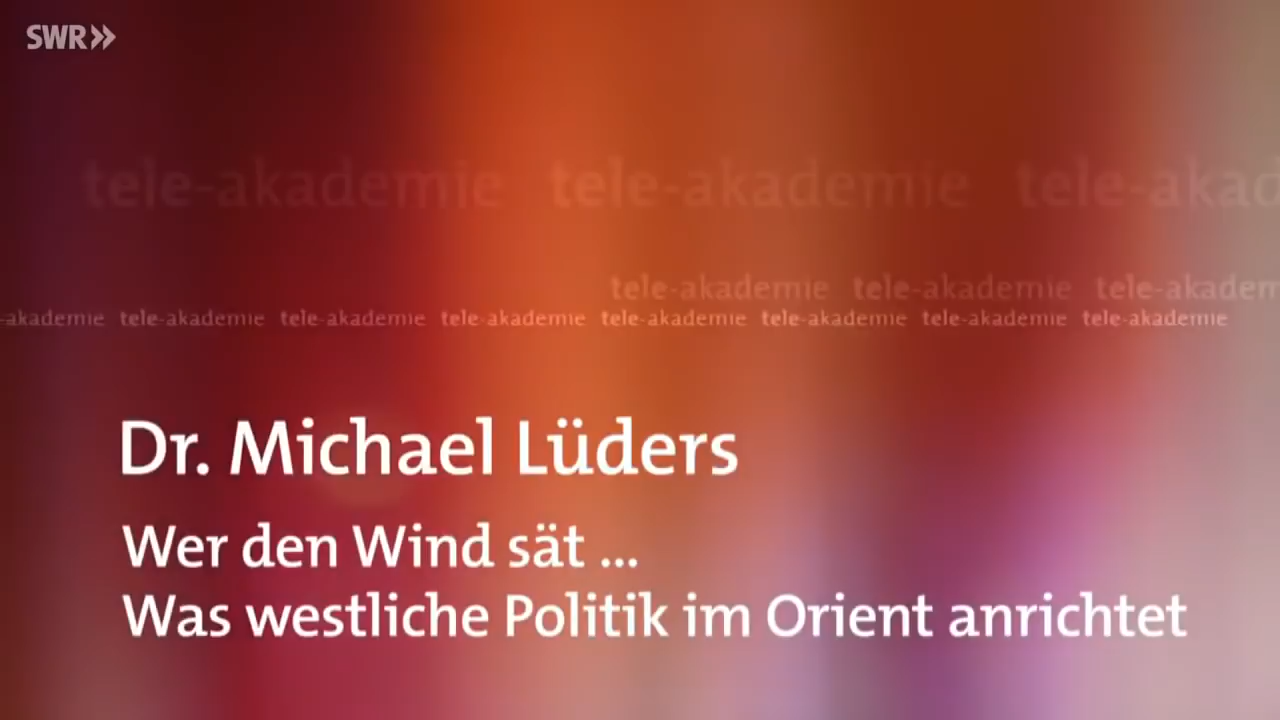 SWR»
tele-akademie tele-akademie tele-akad
tele-akademie tele-akademie tele-akadem
-akademie tele-akademie tele-akademie tele-akademie tele-akademie tele-akademie tele-akademie tele-akademie
Dr. Michael Lüders
Wer den Wind sät ...
Was westliche Politik im Orient anrichtet